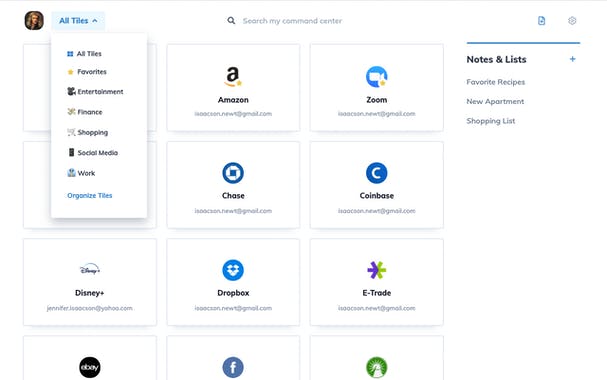 All Tiles
Search my command center
All Tiles
Favorites
Entertainment
Finance
Shopping
Social Media
Work
Organize Tiles
a
Amazon
isaacson.newt@gmail.com
Zoom
isaacson.newt@gmail.com
Notes & Lists +
Favorite Recipes
New Apartment
Shopping List
Chase
isaacson.newt@gmail.com
C
Coinbase
isaacson.newt@gmail.com
Disney+
Disney+
jennifer.isaacson@yahoo.com
Dropbox
isaacson.newt@gmail.com
E-Trade
isaacson.newt@gmail.com
ebay
f